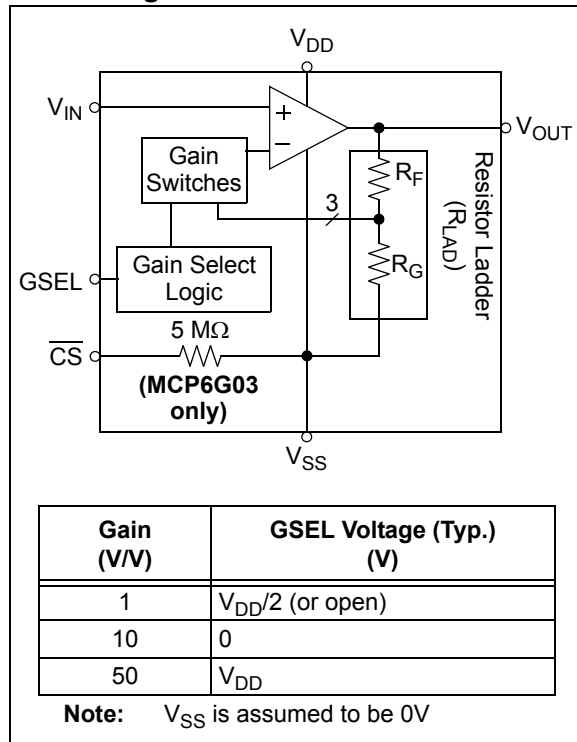 V_DD
V_IN
+
−
V_OUT
Gain
Switches
3
R_F
R_G
Resistor Ladder
(R_LAD)
GSEL
Gain Select
Logic
5 MΩ
C̅S̅
(MCP6G03
only)
V_SS
Gain
(V/V)
GSEL Voltage (Typ.)
(V)
1
V_DD/2 (or open)
10
0
50
V_DD
Note: V_SS is assumed to be 0V